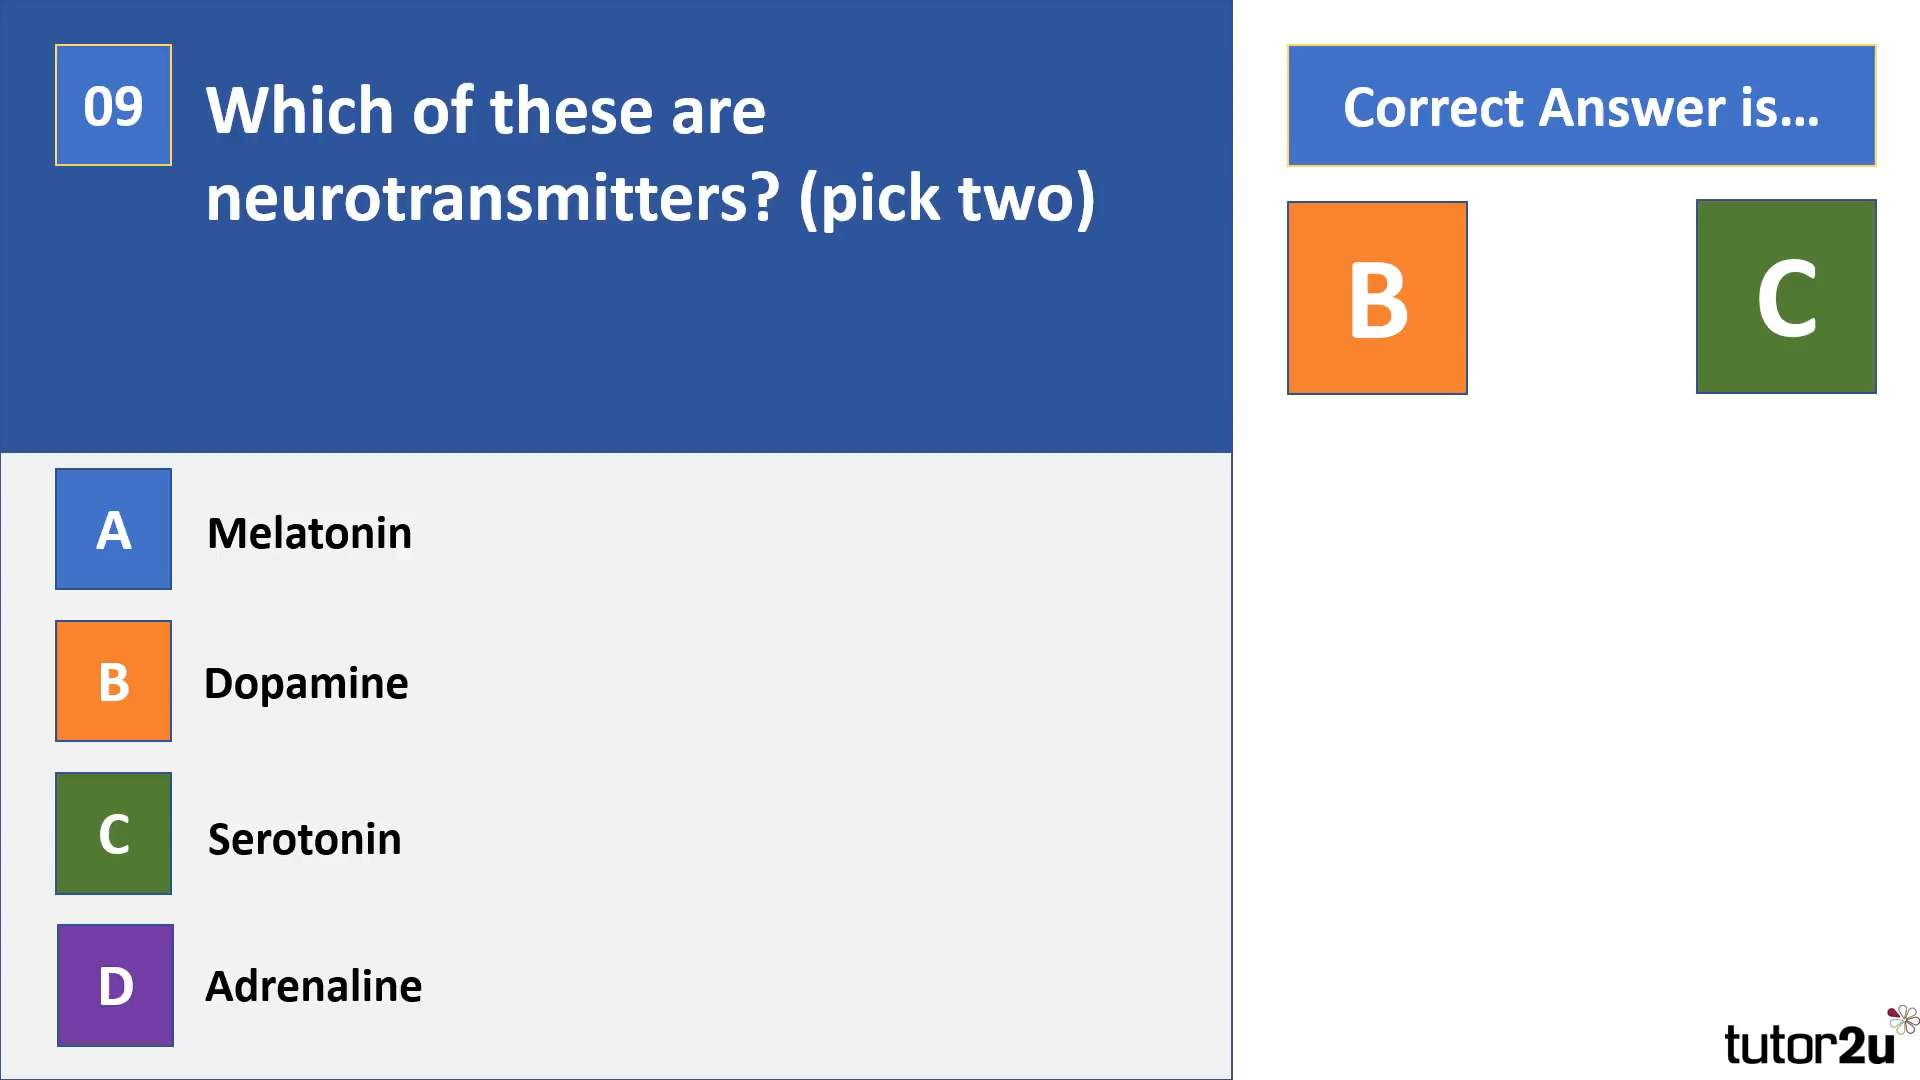 09
Which of these are
neurotransmitters? (pick two)
A
Melatonin
B
Dopamine
C
Serotonin
D
Adrenaline
Correct Answer is...
B
C
tutor2u